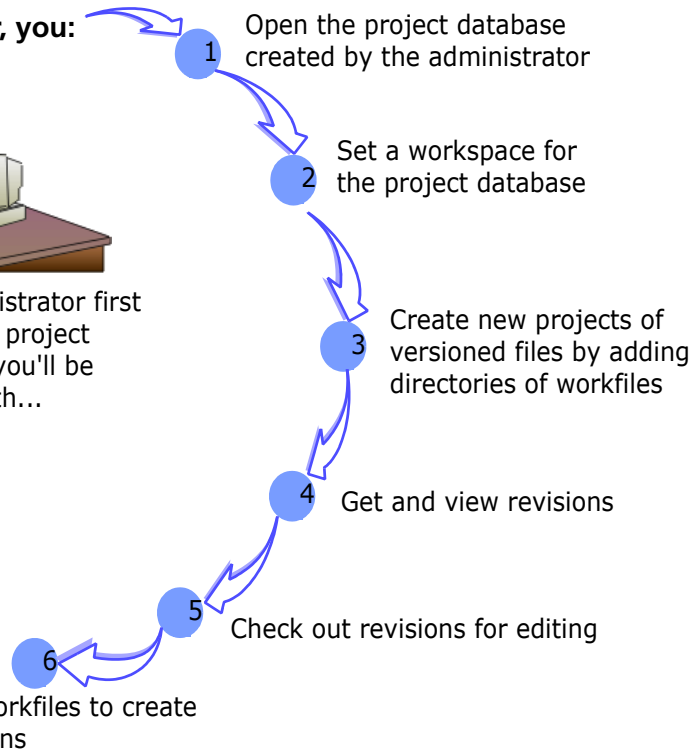 , you:
1
Open the project database
created by the administrator
2
Set a workspace for
the project database
istrator first
project
you'll be
th...
3
Create new projects of
versioned files by adding
directories of workfiles
4
Get and view revisions
5
Check out revisions for editing
6
orkfiles to create
ns